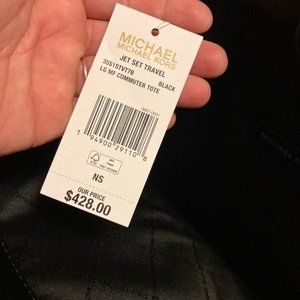 MICHAEL
MICHAEL KORS
JET SET TRAVEL
35S1STVT7B BLACK
LG MF COMMUTER TOTE
1 94900 29110 8
NS
OUR PRICE
$428.00